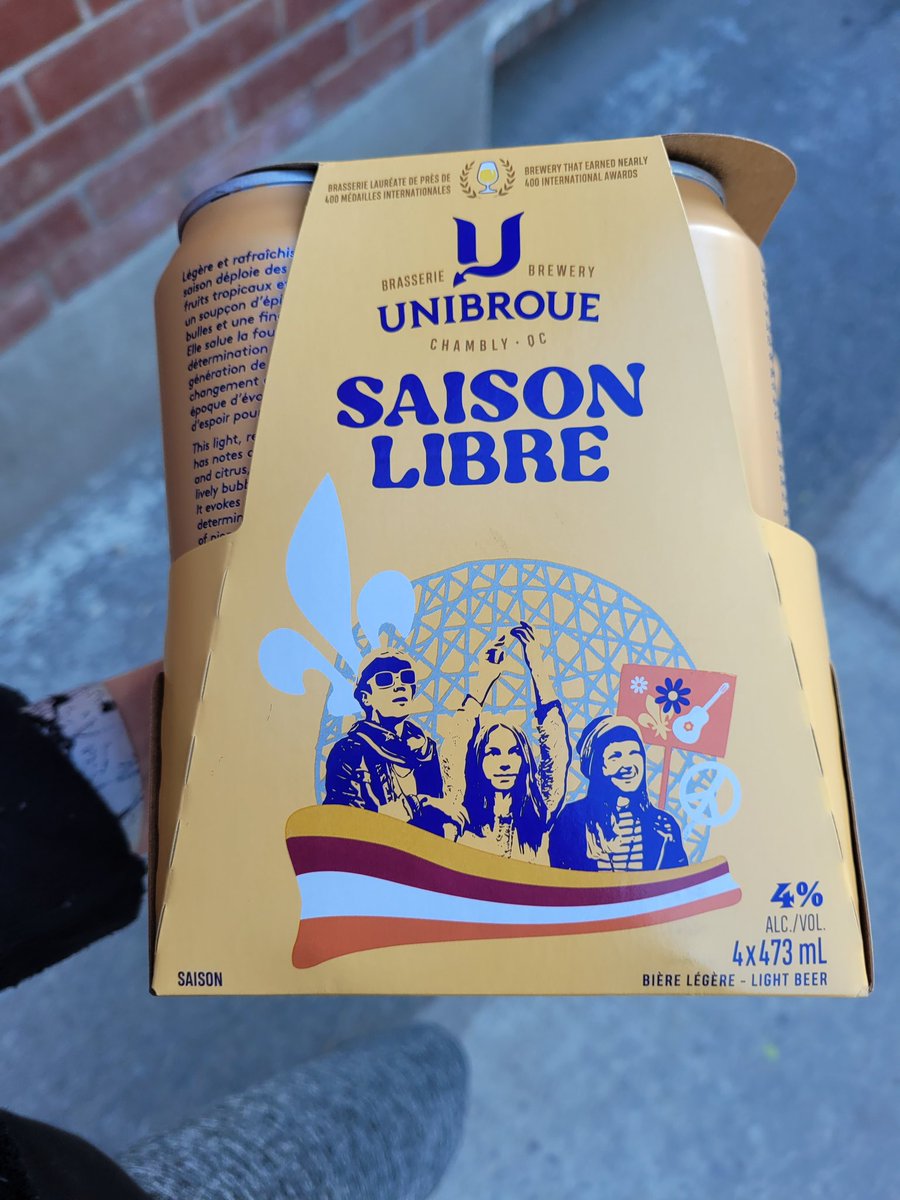 BRASSERIE LAURÉATE DE PRÈS DE
400 MÉDAILLES INTERNATIONALES
BREWERY THAT EARNED NEARLY
400 INTERNATIONAL AWARDS
BRASSERIE BREWERY
UNIBROUE
CHAMBLY · QC
SAISON
LIBRE
Légère et rafraîchis
saison déploie des
fruits tropicaux e
un soupçon d'épi
bulles et une fin
Elle salue la fou
détermination
génération de
changement
époque d'évo
d'espoir pou
This light, re
has notes
and citrus,
lively bubb
It evokes
determin
of
4%
ALC./VOL.
4x473 mL
SAISON
BIÈRE LÉGÈRE - LIGHT BEER